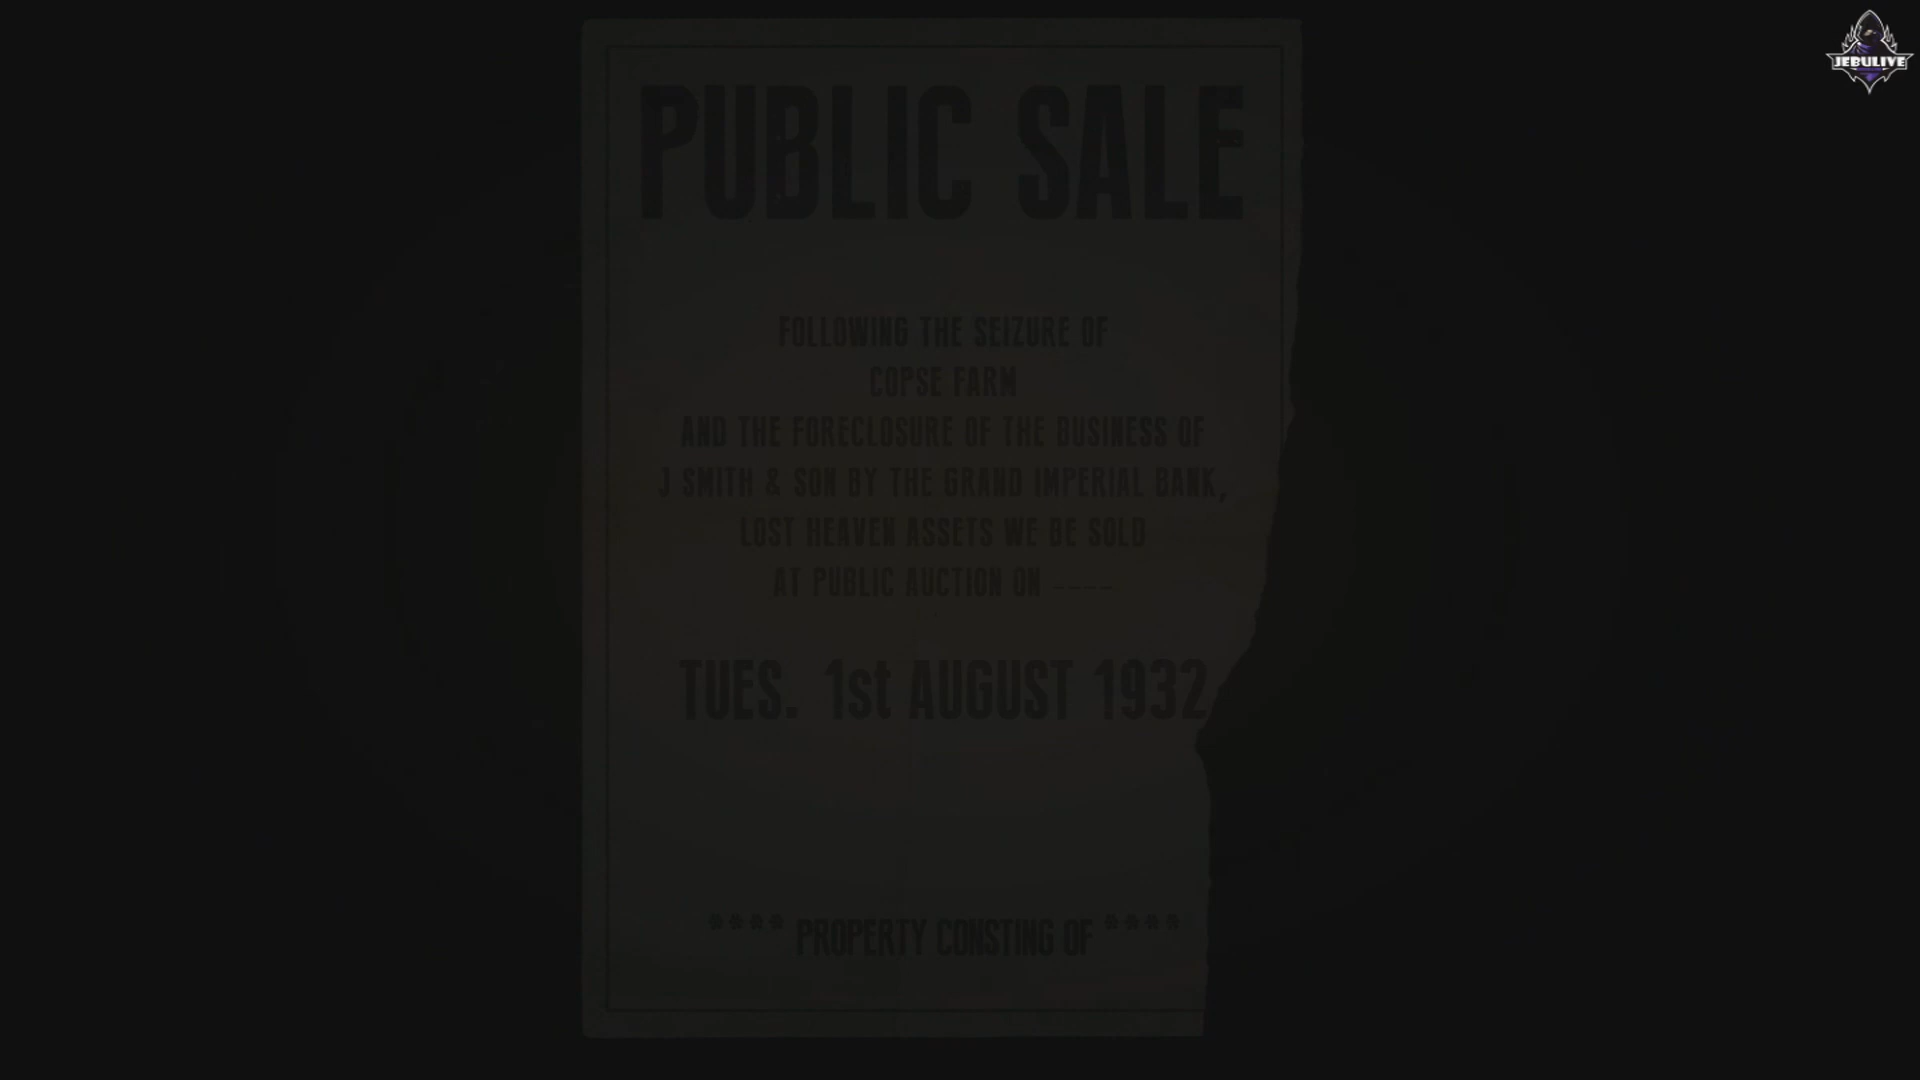 JEBULIVE
PUBLIC SALE
FOLLOWING THE SEIZURE OF
COPSE FARM
AND THE FORECLOSURE OF THE BUSINESS OF
J SMITH & SON BY THE GRAND IMPERIAL BANK,
LOST HEAVEN ASSETS WE BE SOLD
AT PUBLIC AUCTION ON ----
TUES. 1st AUGUST 1932
**** PROPERTY CONSTING OF ****